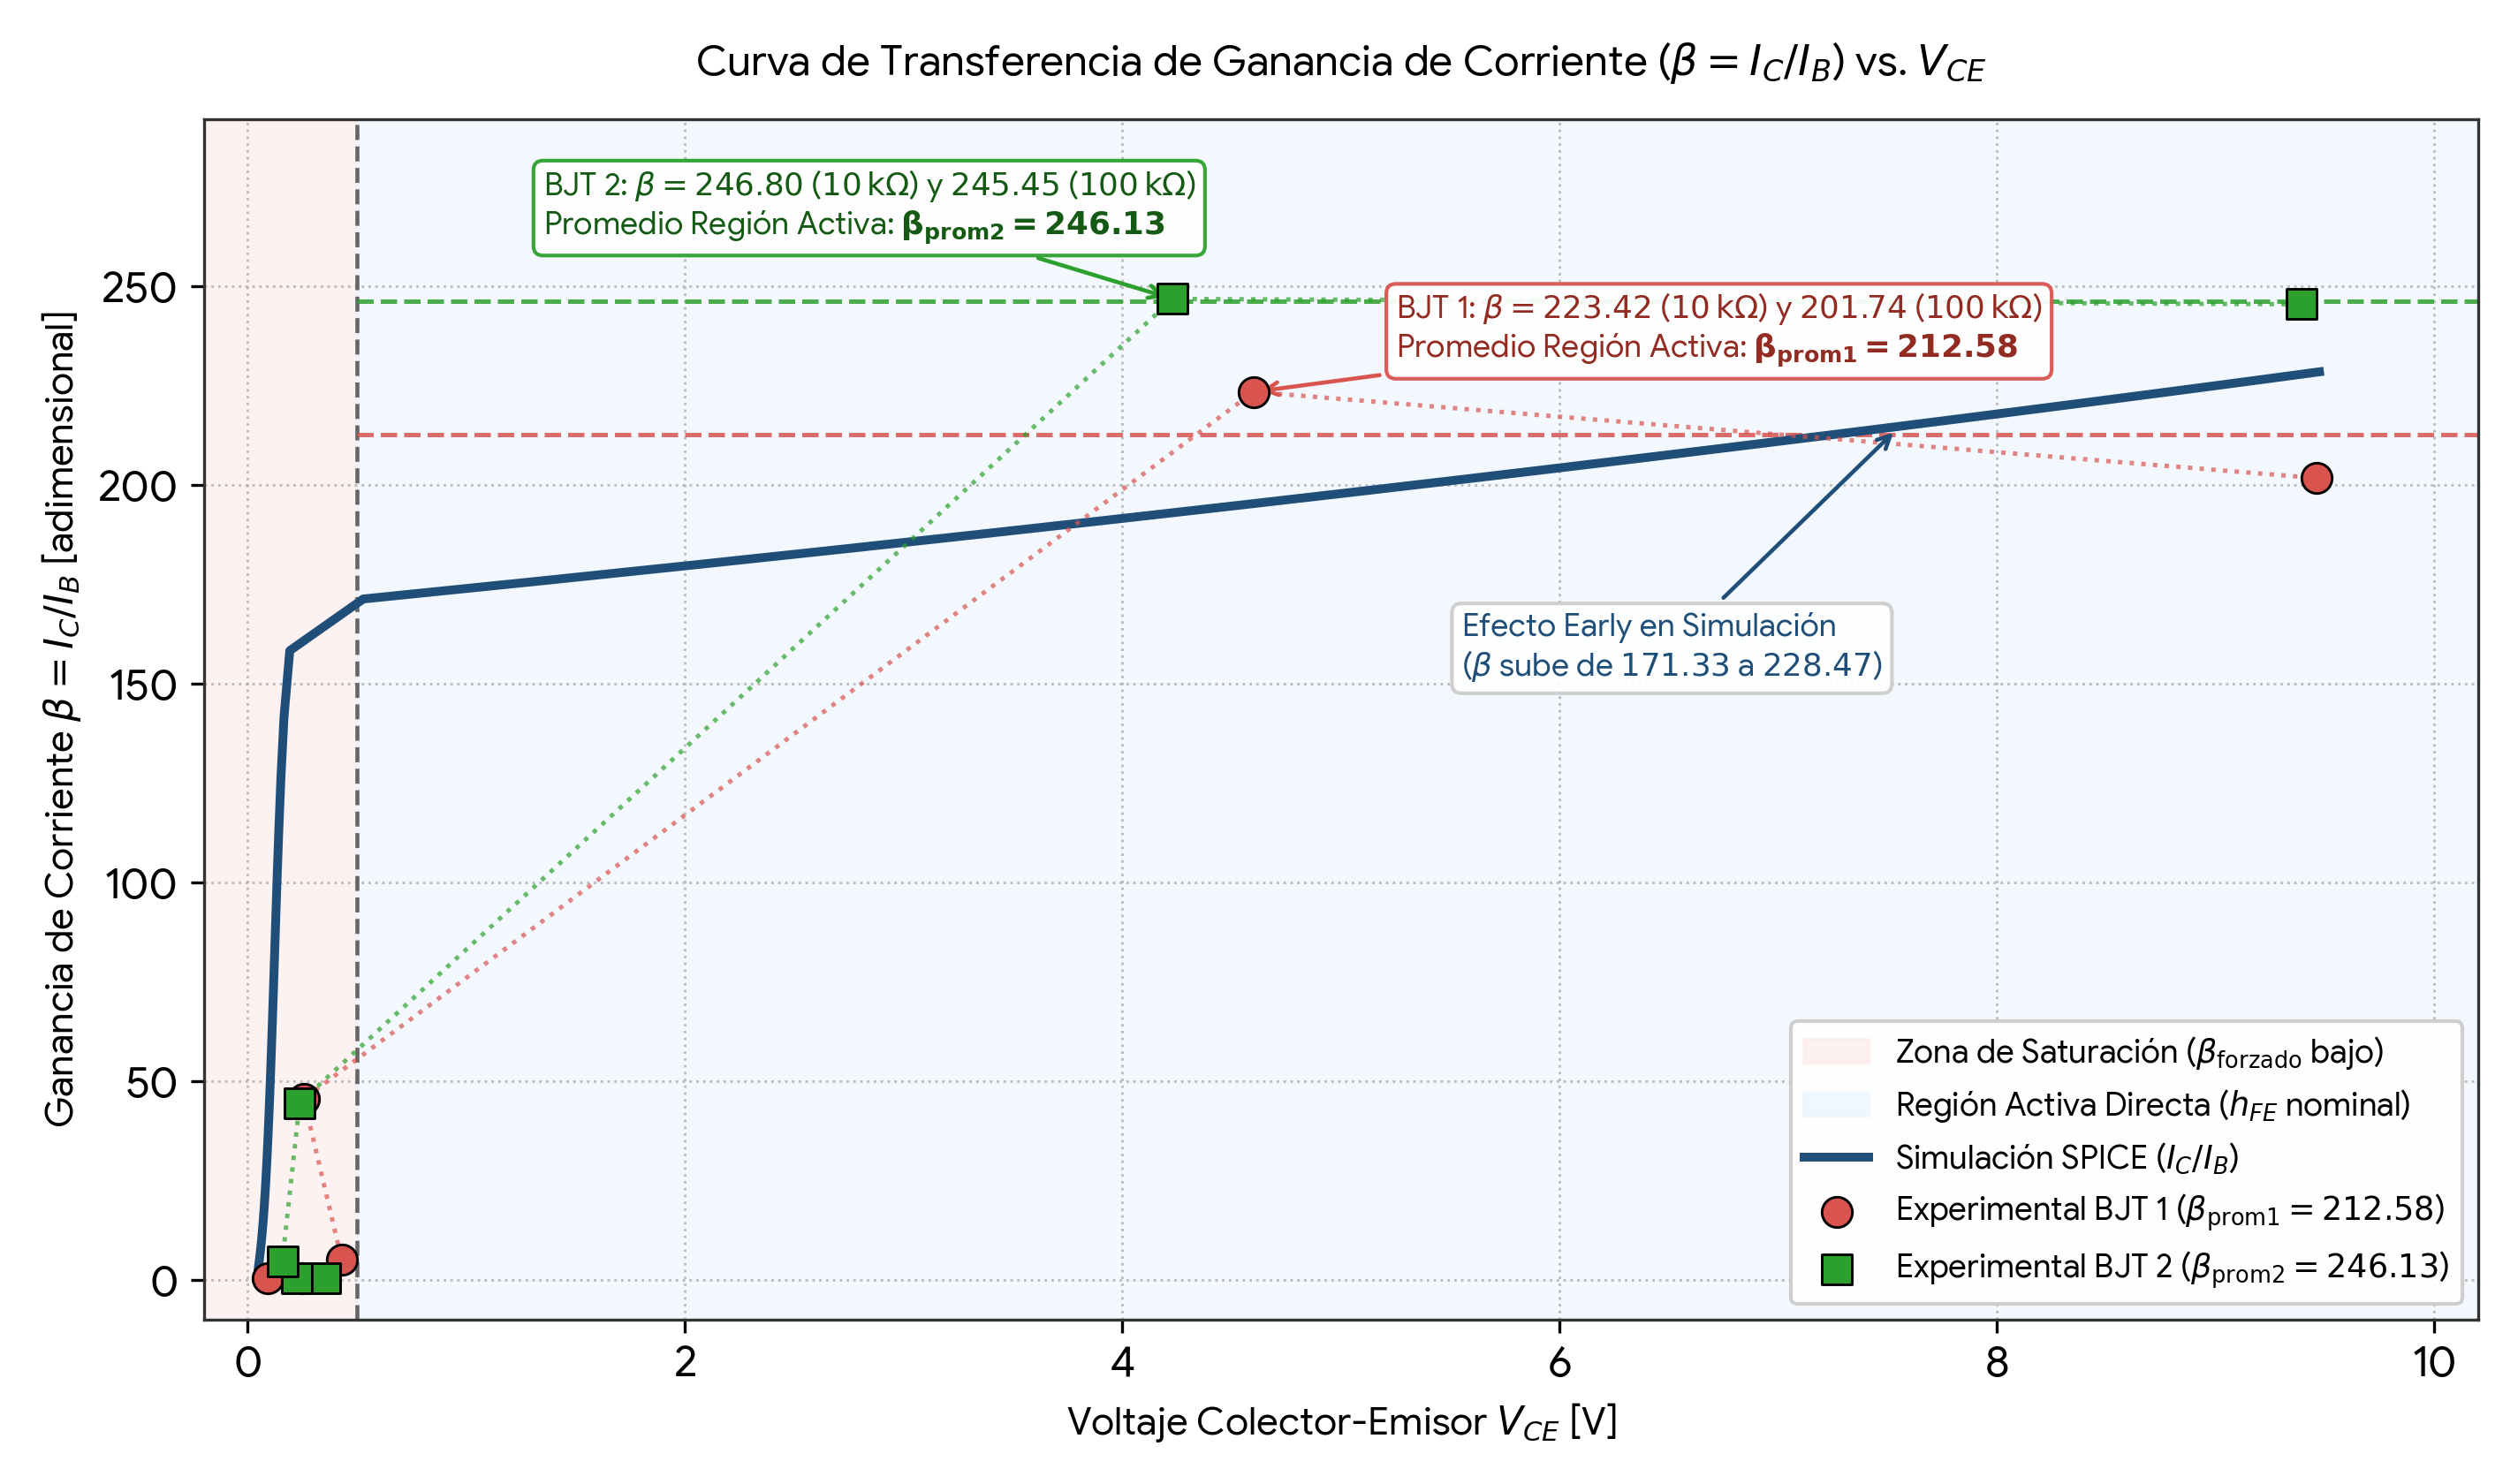 Curva de Transferencia de Ganancia de Corriente (β = I_C/I_B) vs. V_CE
BJT 2: β = 246.80 (10 kΩ) y 245.45 (100 kΩ)
Promedio Región Activa: β_prom2 = 246.13
BJT 1: β = 223.42 (10 kΩ) y 201.74 (100 kΩ)
Promedio Región Activa: β_prom1 = 212.58
Efecto Early en Simulación
(β sube de 171.33 a 228.47)
Ganancia de Corriente β = I_C/I_B [adimensional]
250
200
150
100
50
0
Zona de Saturación (β_forzado bajo)
Región Activa Directa (h_FE nominal)
Simulación SPICE (I_C/I_B)
Experimental BJT 1 (β_prom1 = 212.58)
Experimental BJT 2 (β_prom2 = 246.13)
0 2 4 6 8 10
Voltaje Colector-Emisor V_CE [V]